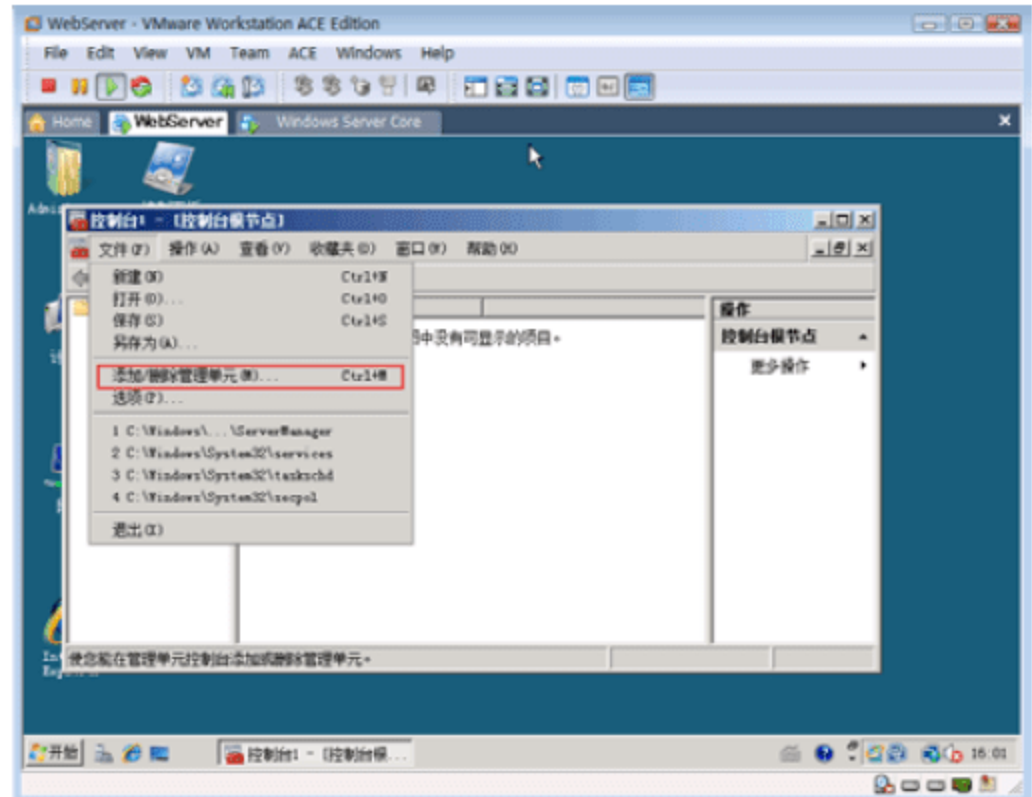 WebServer - VMware Workstation ACE Edition
File Edit View VM Team ACE Windows Help
Home WebServer Windows Server Core
控制台1 - [控制台根节点]
文件(F) 操作(A) 查看(V) 收藏夹(O) 窗口(W) 帮助(H)
新建(N) Ctrl+N
打开(O)... Ctrl+O
保存(S) Ctrl+S
另存为(A)...
添加/删除管理单元(M)... Ctrl+M
选项(P)...
1 C:\Windows\...\ServerManager
2 C:\Windows\System32\services
3 C:\Windows\System32\taskschd
4 C:\Windows\System32\secpol
退出(X)
中没有可显示的项目。
操作
控制台根节点
更多操作
使您能在管理单元控制台添加或删除管理单元。
开始 控制台1 - [控制台根... 16:01